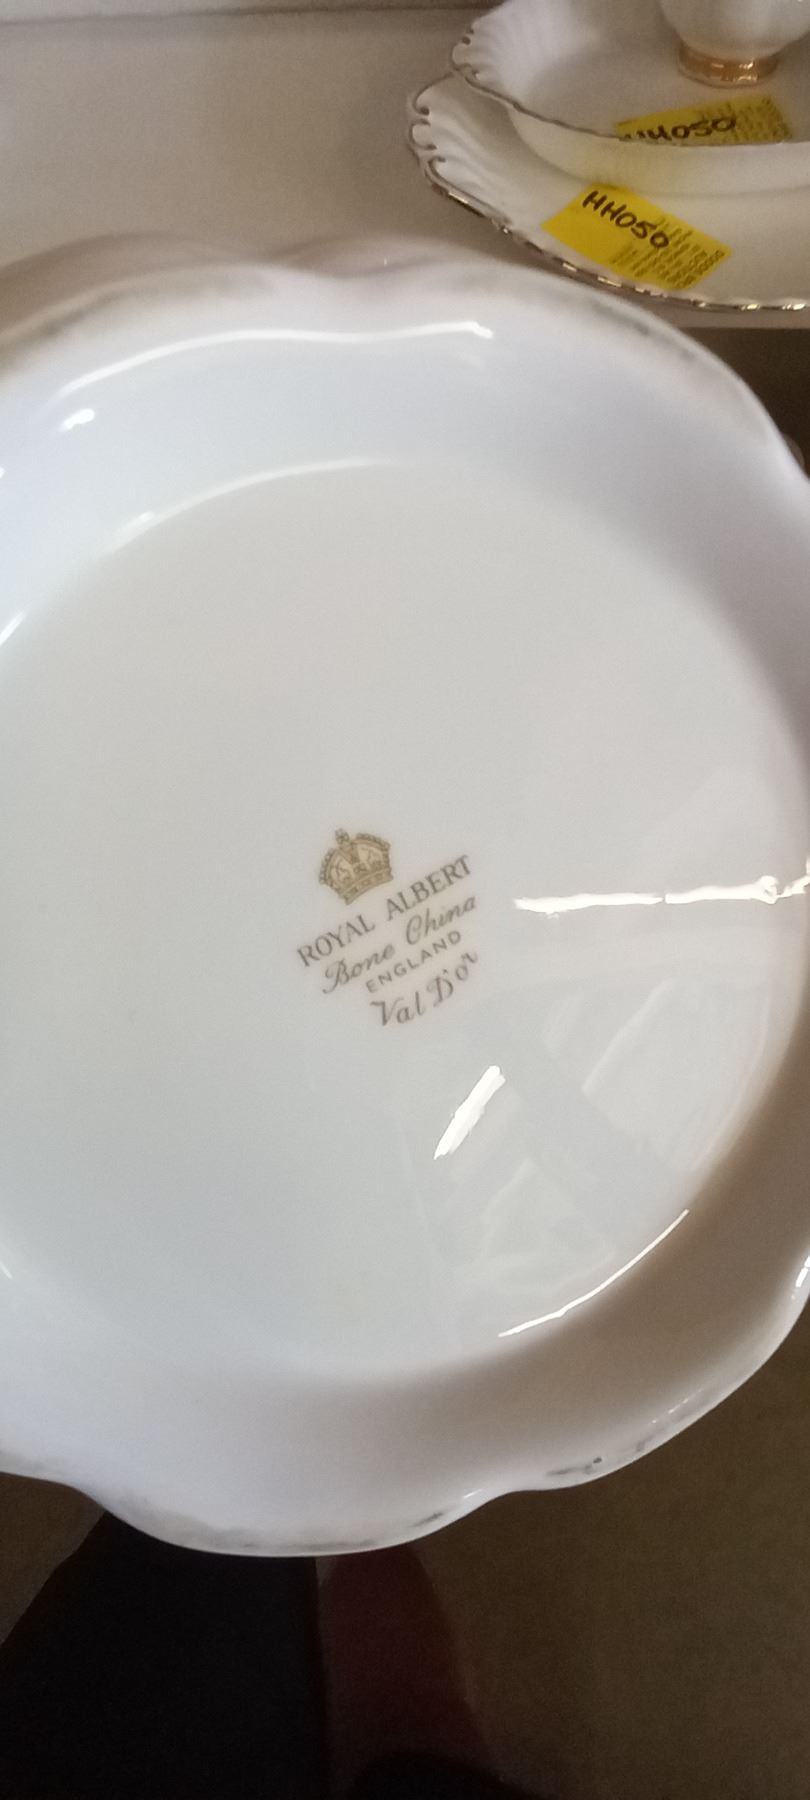 HH050
HH050
ROYAL ALBERT
Bone China
ENGLAND
Val D'or